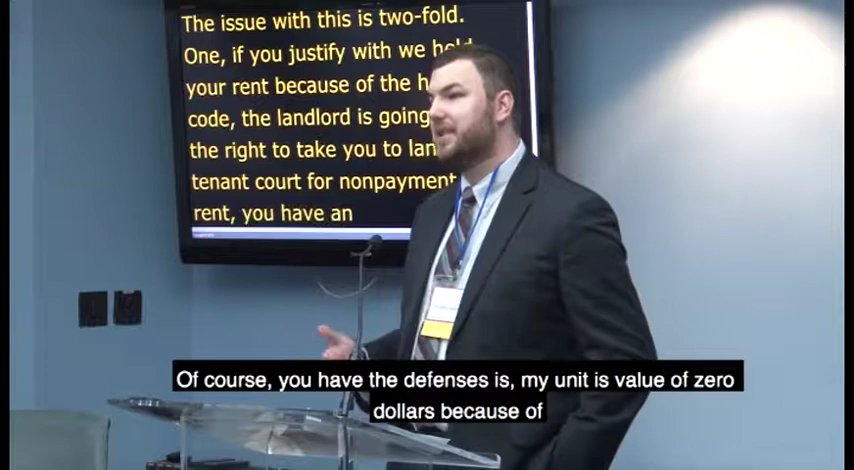 The issue with this is two-fold.
One, if you justify with we
your rent because of the
code, the landlord is going
the right to take you to
tenant court for nonpayment
rent, you have an
Of course, you have the defenses is, my unit is value of zero
dollars because of